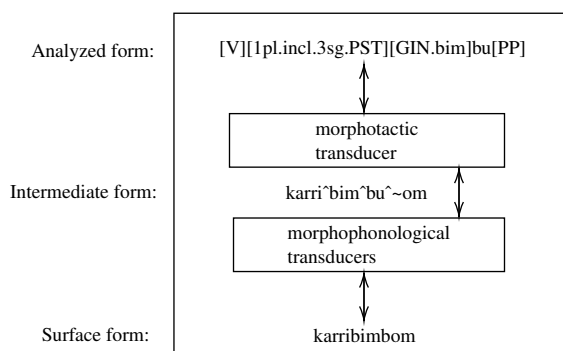 Analyzed form:
[V][1pl.incl.3sg.PST][GIN.bim]bu[PP]
morphotactic
transducer
Intermediate form:
karri^bim^bu^~om
morphophonological
transducers
Surface form:
karribimbom